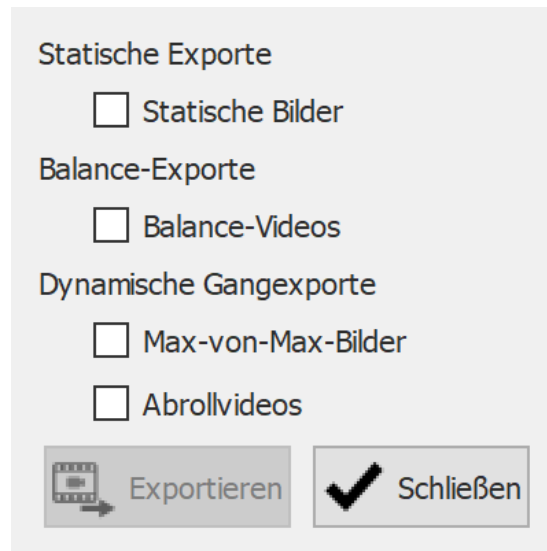 Statische Exporte
Statische Bilder
Balance-Exporte
Balance-Videos
Dynamische Gangexporte
Max-von-Max-Bilder
Abrollvideos
Exportieren Schließen